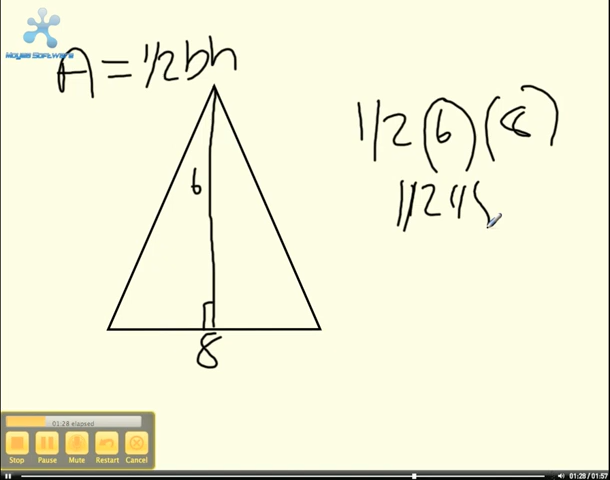 Moyea Software
A = 1/2bh
1/2(6)(8)
6
1/2
8
01:28 elapsed
Stop Pause Mute Restart Cancel
01:28 / 01:57